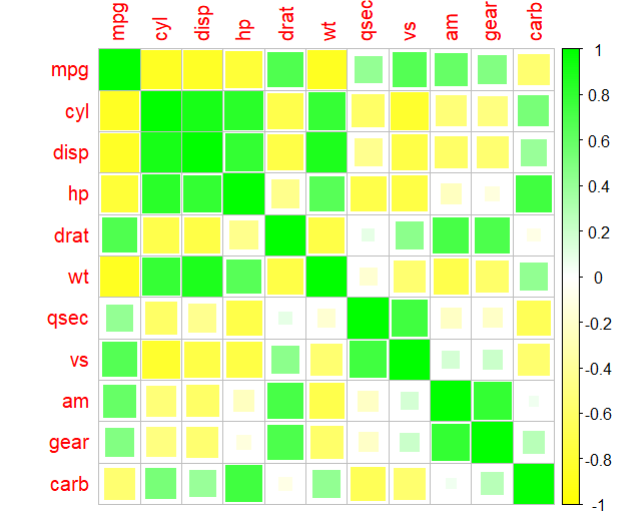 mpg cyl disp hp drat wt qsec vs am gear carb
mpg
cyl
disp
hp
drat
wt
qsec
vs
am
gear
carb
1
0.8
0.6
0.4
0.2
0
-0.2
-0.4
-0.6
-0.8
-1